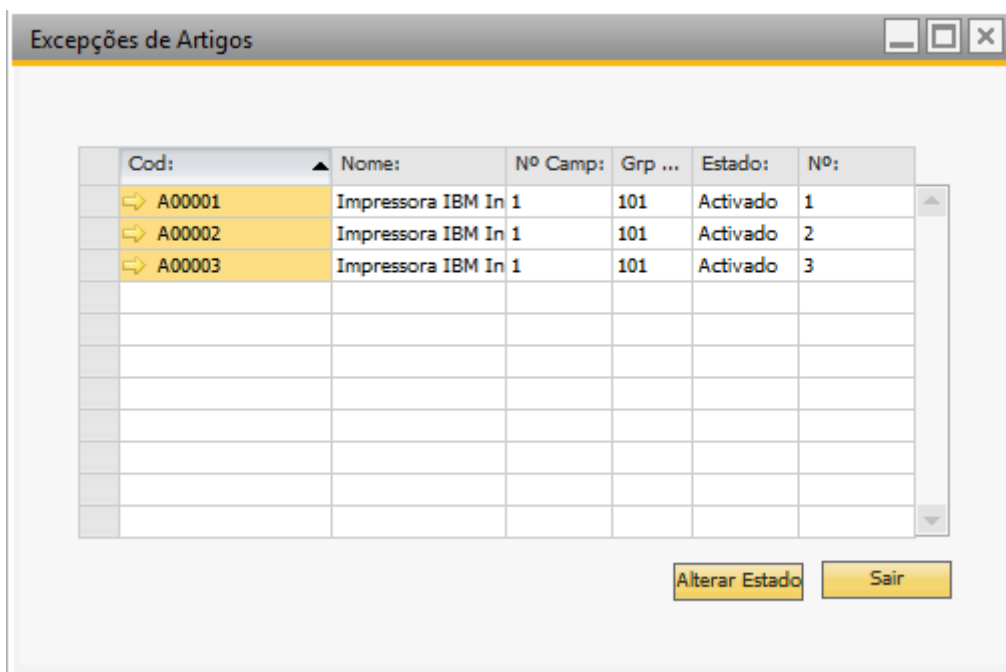 Excepções de Artigos
Cod: Nome: Nº Camp: Grp ... Estado: Nº:
A00001 Impressora IBM In 1 101 Activado 1
A00002 Impressora IBM In 1 101 Activado 2
A00003 Impressora IBM In 1 101 Activado 3
Alterar Estado Sair